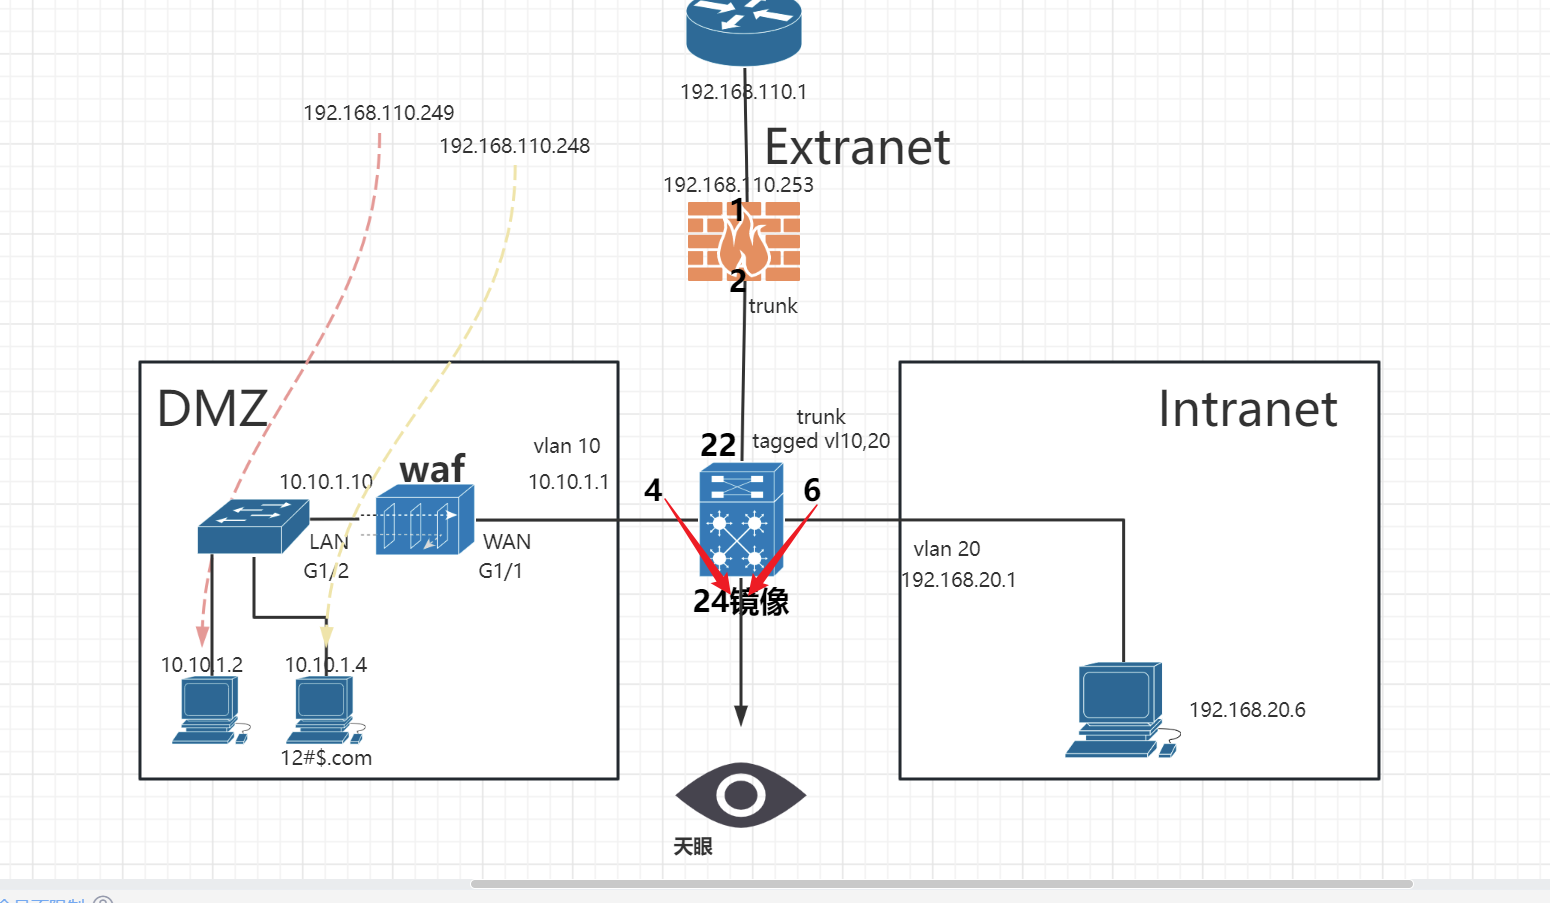 192.168.110.1
192.168.110.249
192.168.110.248
Extranet
192.168.110.253
1
2
trunk
DMZ
Intranet
trunk
22
tagged vl10,20
vlan 10
waf
10.10.1.10
10.10.1.1
4
6
LAN
G1/2
WAN
G1/1
vlan 20
192.168.20.1
24镜像
10.10.1.2
10.10.1.4
12#$.com
192.168.20.6
天眼